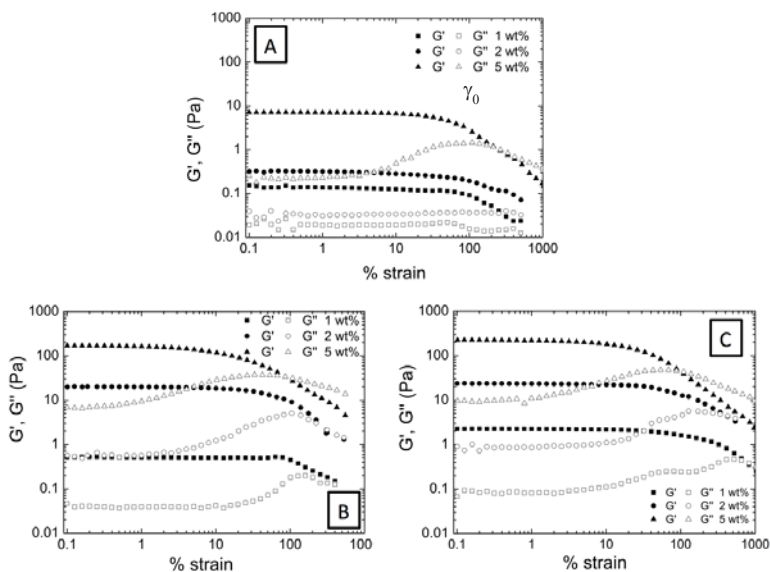 A
G' G" 1 wt%
G' G" 2 wt%
G' G" 5 wt%
γ0
G', G" (Pa)
1000
100
10
1
0.1
0.01
0.1 1 10 100 1000
% strain
B
G' G" 1 wt%
G' G" 2 wt%
G' G" 5 wt%
G', G" (Pa)
1000
100
10
1
0.1
0.01
0.1 1 10 100 1000
% strain
C
G' G" 1 wt%
G' G" 2 wt%
G' G" 5 wt%
G', G" (Pa)
1000
100
10
1
0.1
0.01
0.1 1 10 100 1000
% strain